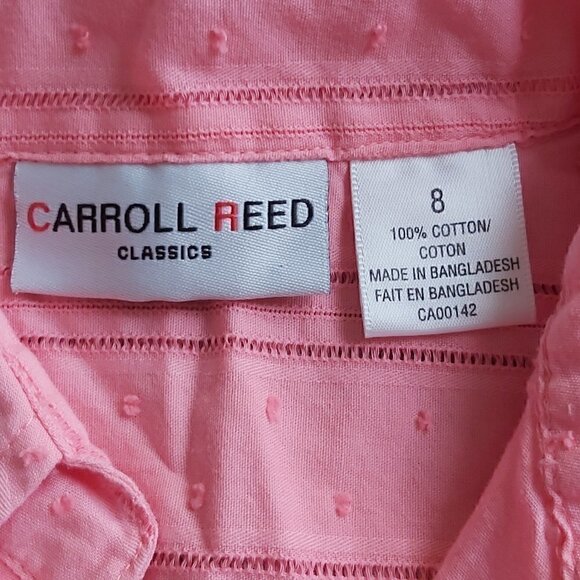 CARROLL REED
CLASSICS
8
100% COTTON/
COTON
MADE IN BANGLADESH
FAIT EN BANGLADESH
CA00142